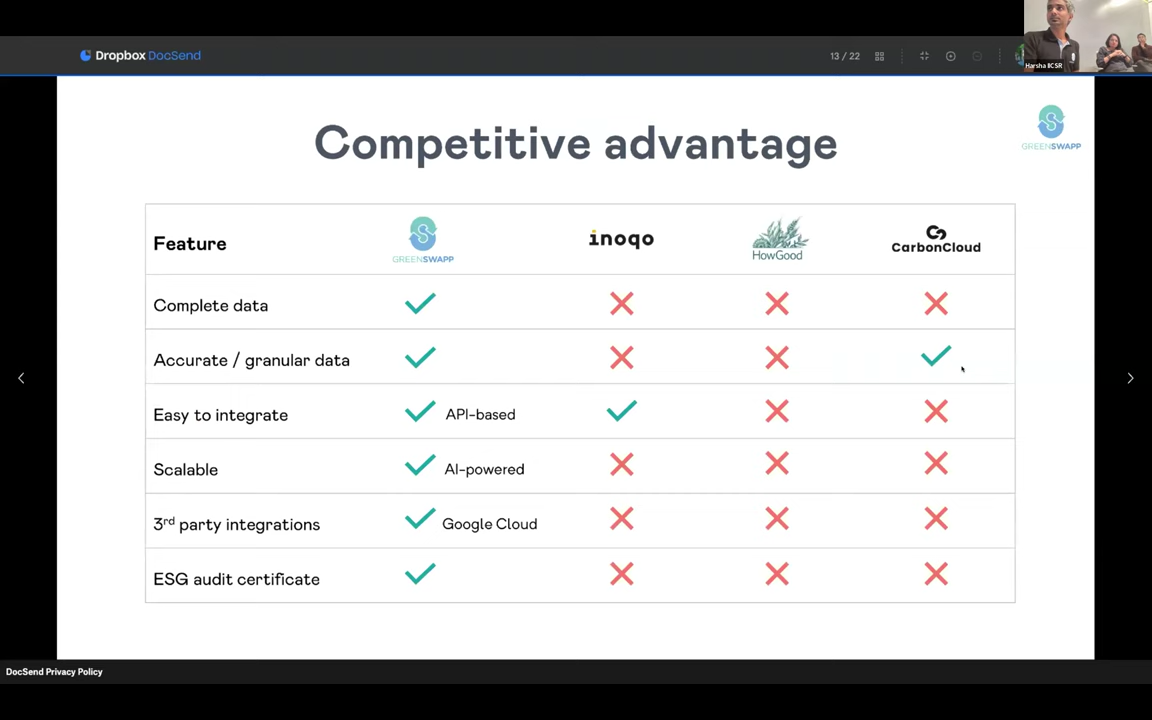 Dropbox DocSend
13 / 22
Harsha IICSR
Competitive advantage
GREENSWAPP
Feature
GREENSWAPP
inoqo
HowGood
CarbonCloud
Complete data
Accurate / granular data
Easy to integrate
API-based
Scalable
AI-powered
3rd party integrations
Google Cloud
ESG audit certificate
DocSend Privacy Policy